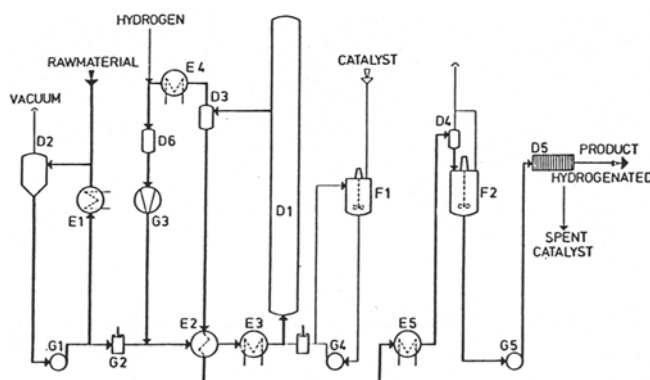 HYDROGEN
RAWMATERIAL
CATALYST
VACUUM
E4
D3
D2
D6
D4
D5
PRODUCT
HYDROGENATED
E1
G3
D1
F1
F2
SPENT
CATALYST
E2
E3
E5
G1
G2
G4
G5